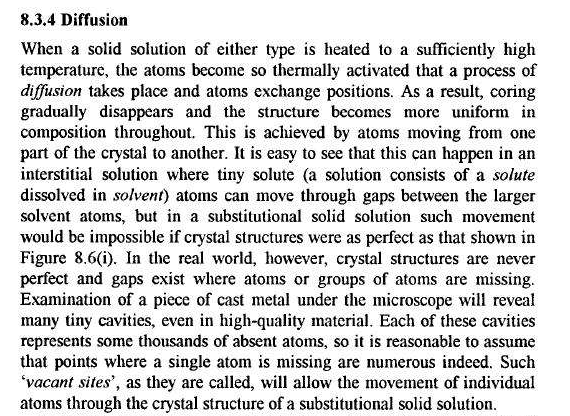 8.3.4 Diffusion
When a solid solution of either type is heated to a sufficiently high
temperature, the atoms become so thermally activated that a process of
diffusion takes place and atoms exchange positions. As a result, coring
gradually disappears and the structure becomes more uniform in
composition throughout. This is achieved by atoms moving from one
part of the crystal to another. It is easy to see that this can happen in an
interstitial solution where tiny solute (a solution consists of a solute
dissolved in solvent) atoms can move through gaps between the larger
solvent atoms, but in a substitutional solid solution such movement
would be impossible if crystal structures were as perfect as that shown in
Figure 8.6(i). In the real world, however, crystal structures are never
perfect and gaps exist where atoms or groups of atoms are missing.
Examination of a piece of cast metal under the microscope will reveal
many tiny cavities, even in high-quality material. Each of these cavities
represents some thousands of absent atoms, so it is reasonable to assume
that points where a single atom is missing are numerous indeed. Such
‘vacant sites’, as they are called, will allow the movement of individual
atoms through the crystal structure of a substitutional solid solution.